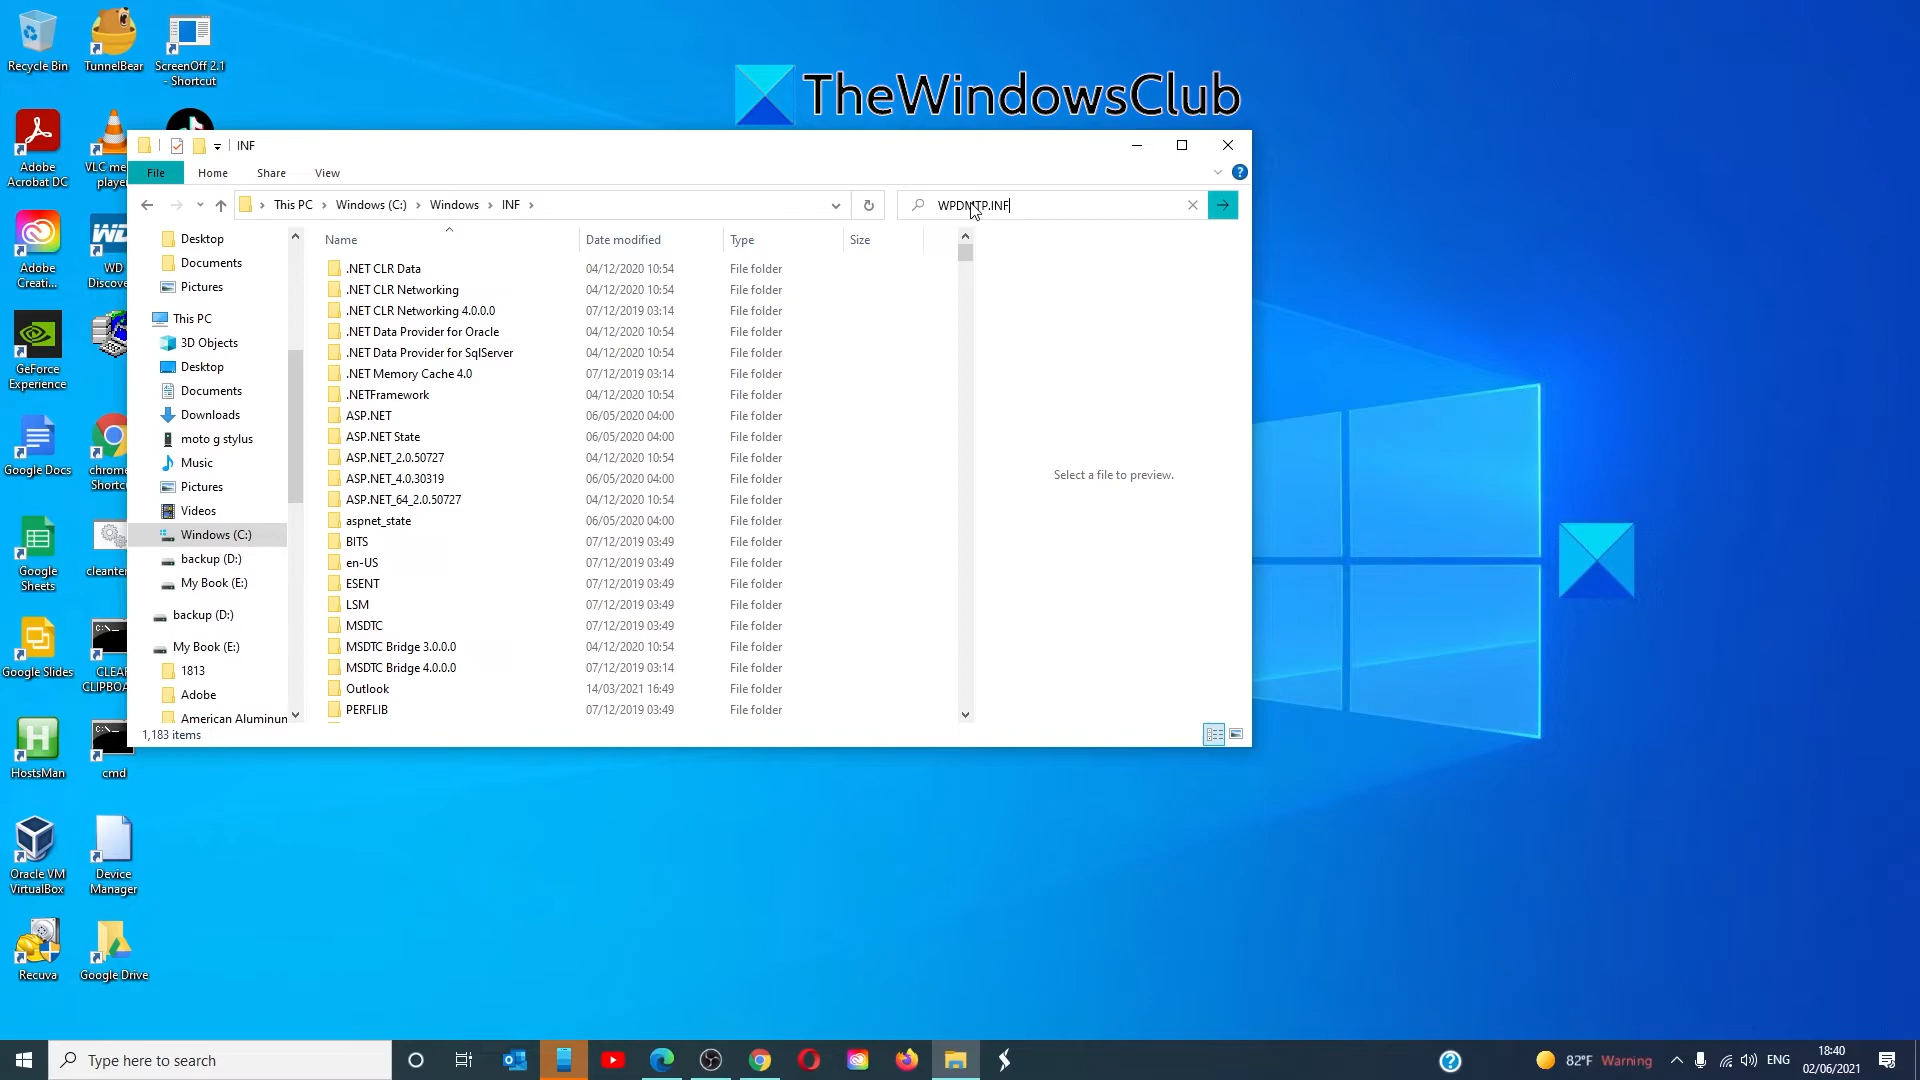 Recycle Bin
TunnelBear
ScreenOff 2.1
- Shortcut
TheWindowsClub
Adobe
Acrobat DC
VLC me
player
Adobe
Creati...
WD
Discove
GeForce
Experience
Google Docs
chrome
Shortc
Google
Sheets
cleanter
Google Slides
C:\_
CLEAR
CLIPBOA
HostsMan
C:\_
cmd
Oracle VM
VirtualBox
Device
Manager
Recuva
Google Drive
INF
File
Home
Share
View
This PC
Windows (C:)
Windows
INF
WPDMTP.INF
Desktop
Documents
Pictures
This PC
3D Objects
Desktop
Documents
Downloads
moto g stylus
Music
Pictures
Videos
Windows (C:)
backup (D:)
My Book (E:)
backup (D:)
My Book (E:)
1813
Adobe
American Aluminun
Name Date modified Type Size
.NET CLR Data 04/12/2020 10:54 File folder
.NET CLR Networking 04/12/2020 10:54 File folder
.NET CLR Networking 4.0.0.0 07/12/2019 03:14 File folder
.NET Data Provider for Oracle 04/12/2020 10:54 File folder
.NET Data Provider for SqlServer 04/12/2020 10:54 File folder
.NET Memory Cache 4.0 07/12/2019 03:14 File folder
.NETFramework 04/12/2020 10:54 File folder
ASP.NET 06/05/2020 04:00 File folder
ASP.NET State 06/05/2020 04:00 File folder
ASP.NET_2.0.50727 04/12/2020 10:54 File folder
ASP.NET_4.0.30319 06/05/2020 04:00 File folder
ASP.NET_64_2.0.50727 04/12/2020 10:54 File folder
aspnet_state 06/05/2020 04:00 File folder
BITS 07/12/2019 03:49 File folder
en-US 07/12/2019 03:49 File folder
ESENT 07/12/2019 03:49 File folder
LSM 07/12/2019 03:49 File folder
MSDTC 07/12/2019 03:49 File folder
MSDTC Bridge 3.0.0.0 04/12/2020 10:54 File folder
MSDTC Bridge 4.0.0.0 07/12/2019 03:14 File folder
Outlook 14/03/2021 16:49 File folder
PERFLIB 07/12/2019 03:49 File folder
Select a file to preview.
1,183 items
Type here to search
82°F Warning
ENG
18:40
02/06/2021